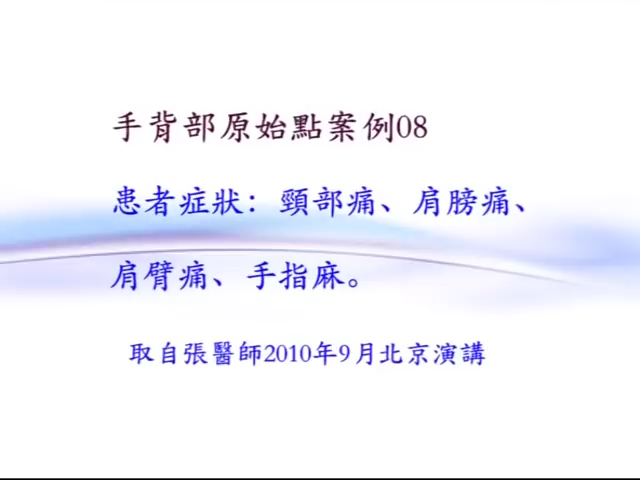 手背部原始點案例08
患者症狀：頸部痛、肩膀痛、
肩臂痛、手指麻。
取自張醫師2010年9月北京演講